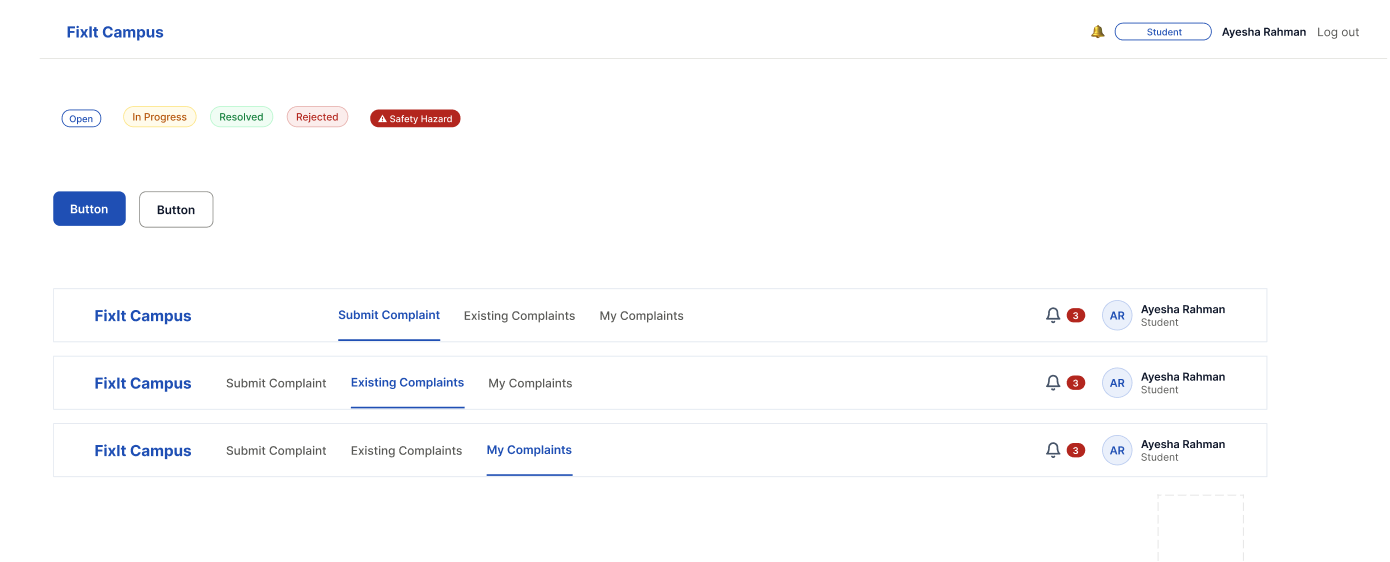 FixIt Campus Student Ayesha Rahman Log out
Open In Progress Resolved Rejected Safety Hazard
Button Button
FixIt Campus Submit Complaint Existing Complaints My Complaints 3 AR Ayesha Rahman
Student
FixIt Campus Submit Complaint Existing Complaints My Complaints 3 AR Ayesha Rahman
Student
FixIt Campus Submit Complaint Existing Complaints My Complaints 3 AR Ayesha Rahman
Student